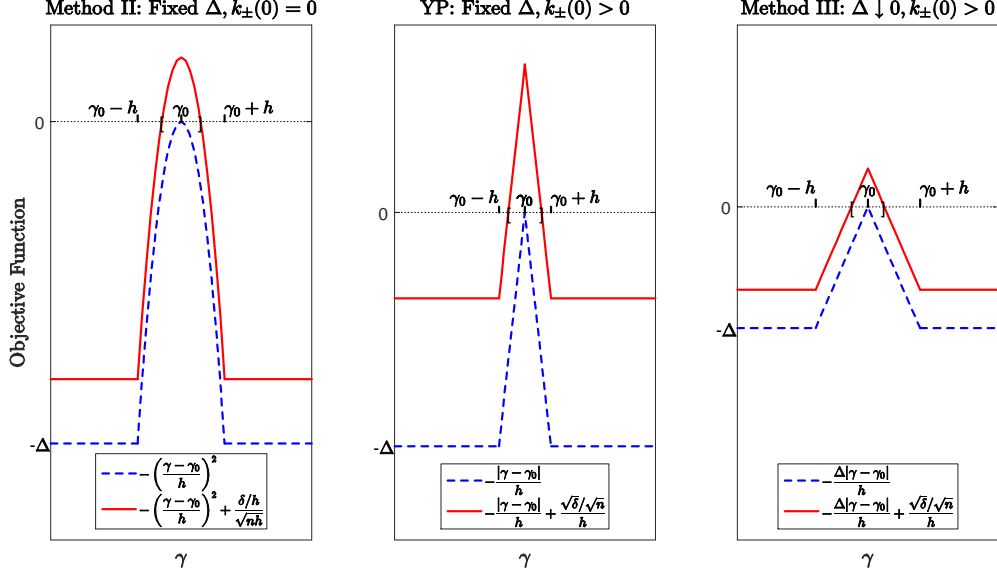 Method II: Fixed Δ, k±(0) = 0
YP: Fixed Δ, k±(0) > 0
Method III: Δ ↓ 0, k±(0) > 0
Objective Function
γ₀ − h
γ₀
γ₀ + h
0
[
]
-Δ
−((γ − γ₀)/h)²
−((γ − γ₀)/h)² + (δ/h)/√(nh)
γ
γ₀ − h
γ₀
γ₀ + h
0
[
]
-Δ
−|γ − γ₀|/h
−|γ − γ₀|/h + (√δ/√n)/h
γ
γ₀ − h
γ₀
γ₀ + h
0
[
]
-Δ
−Δ|γ − γ₀|/h
−Δ|γ − γ₀|/h + (√δ/√n)/h
γ